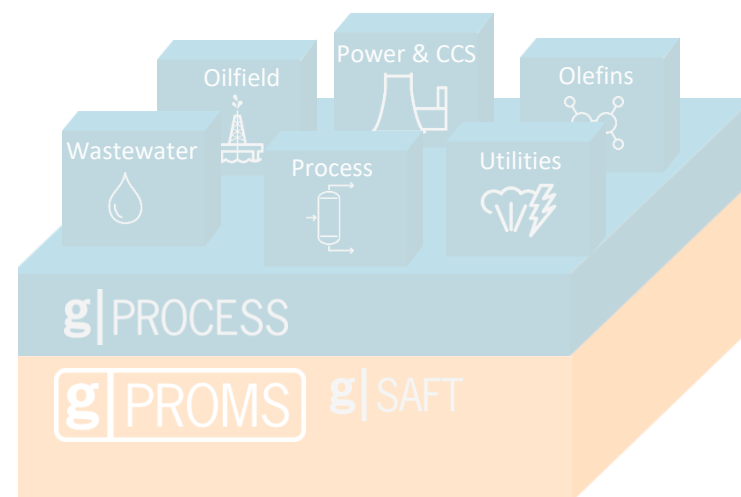 Power & CCS
Oilfield
Olefins
Wastewater
Process
Utilities
g|PROCESS
g|PROMS
g|SAFT